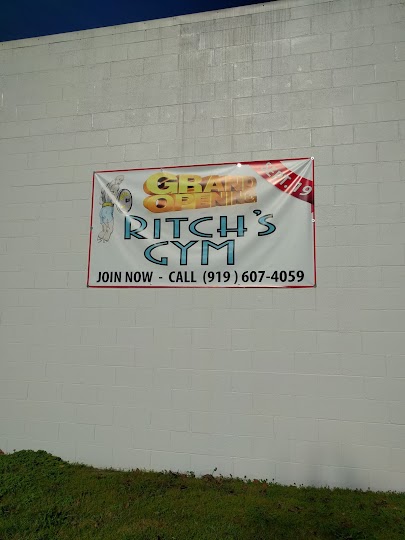 GRAND
OPENING
RITCH'S
GYM
JOIN NOW - CALL (919) 607-4059